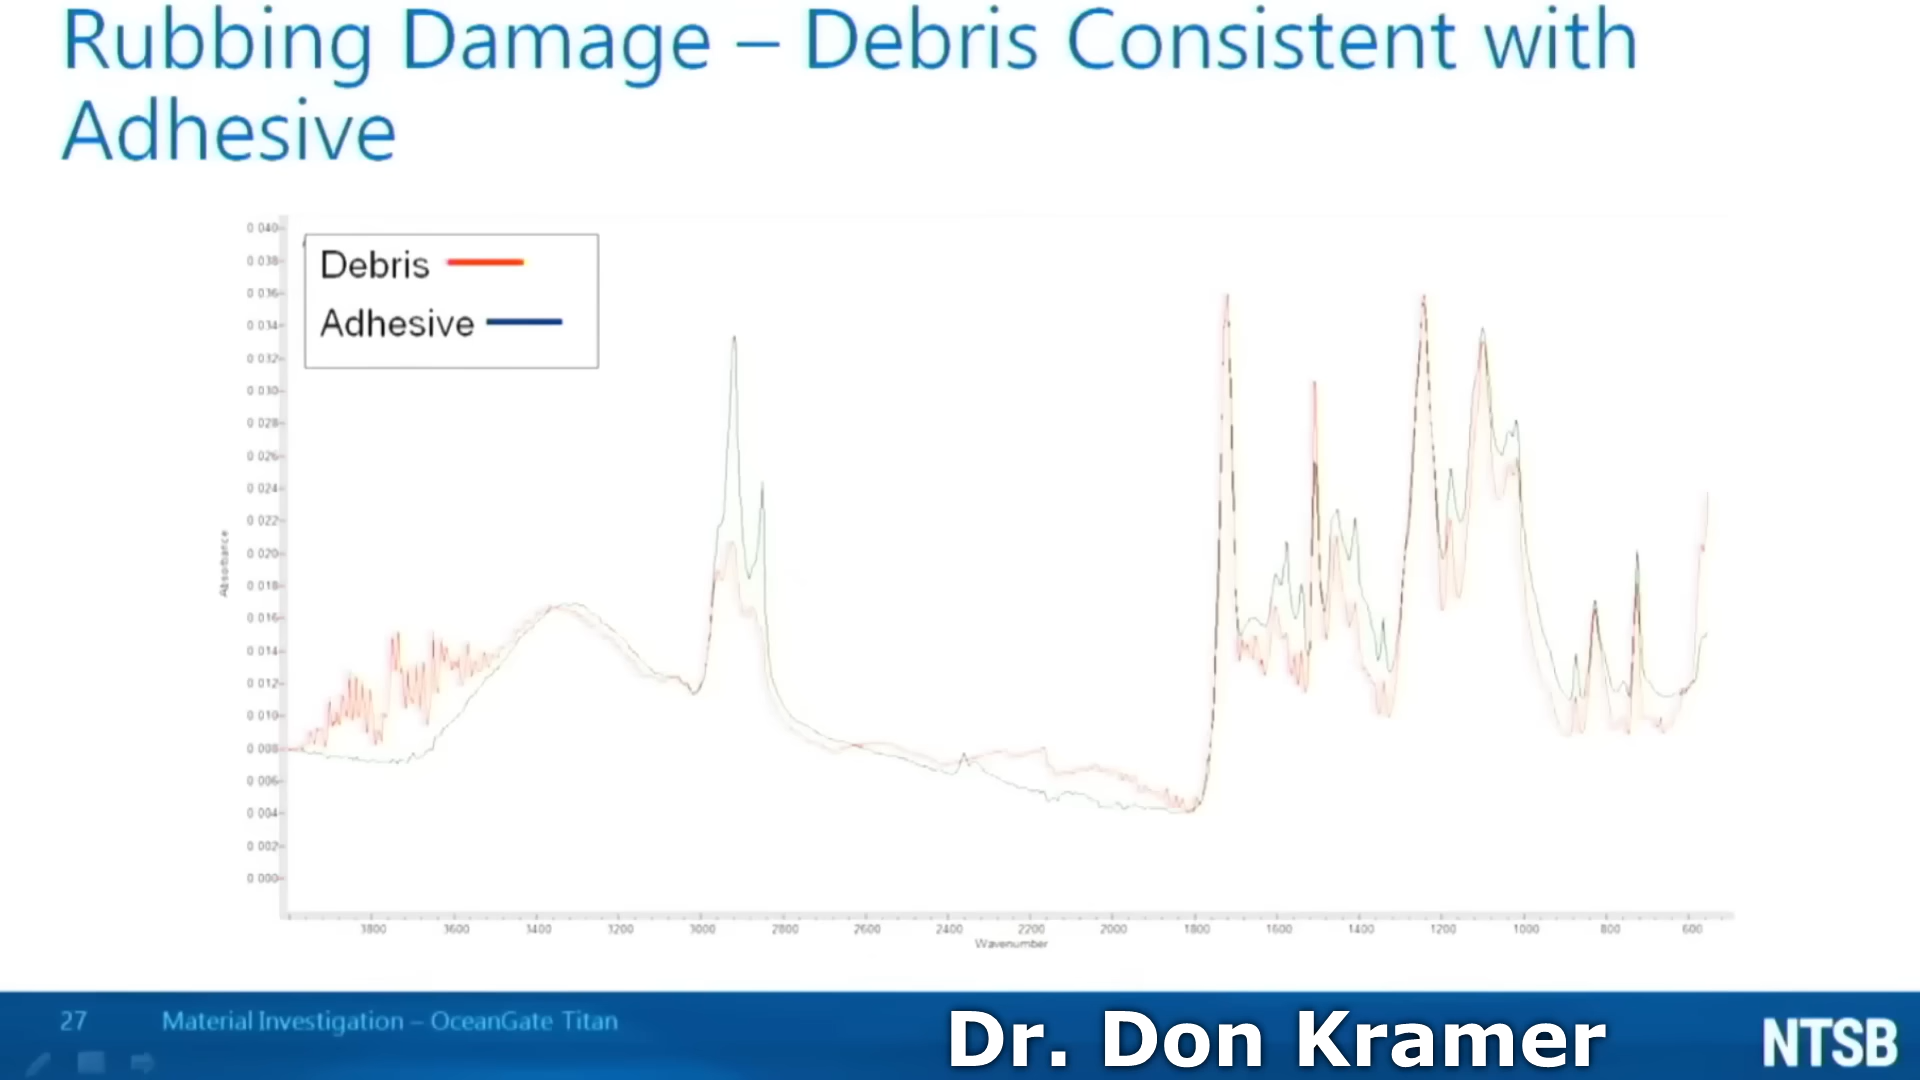 Rubbing Damage – Debris Consistent with
Adhesive
Debris
Adhesive
0.040
0.038
0.036
0.034
0.032
0.030
0.028
0.026
0.024
0.022
0.020
0.018
0.016
0.014
0.012
0.010
0.008
0.006
0.004
0.002
0.000
Absorbance
3800 3600 3400 3200 3000 2800 2600 2400 2200 2000 1800 1600 1400 1200 1000 800 600
Wavenumber
27 Material Investigation – OceanGate Titan
Dr. Don Kramer
NTSB